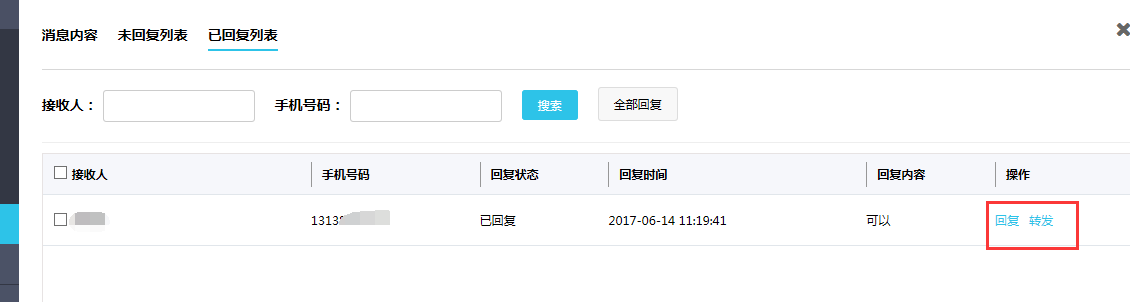 消息内容 未回复列表 已回复列表
接收人： 手机号码： 搜索 全部回复
接收人 手机号码 回复状态 回复时间 回复内容 操作
1313 已回复 2017-06-14 11:19:41 可以 回复 转发